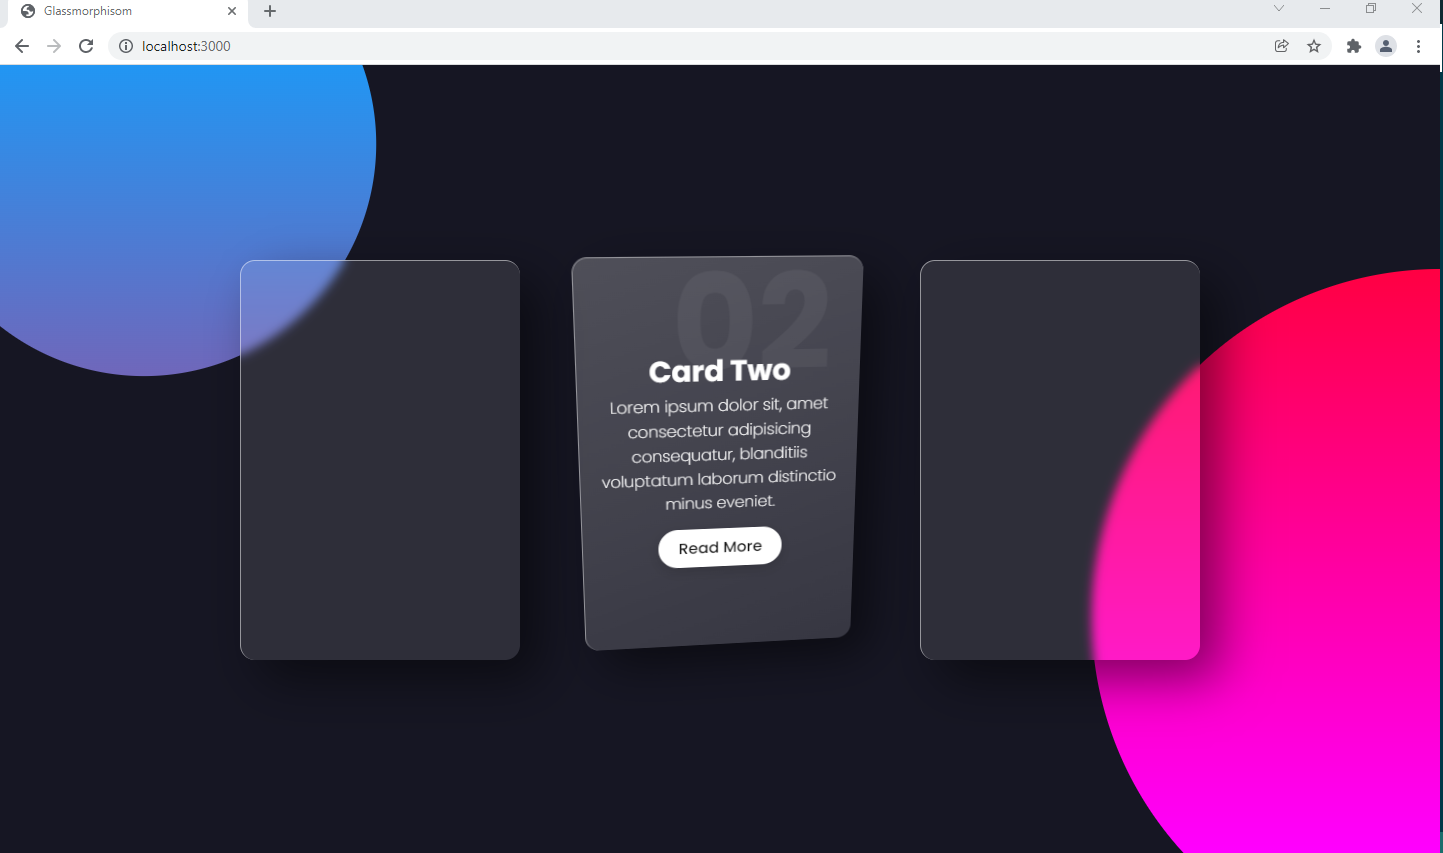 Glassmorphisom
localhost:3000
02
Card Two
Lorem ipsum dolor sit, amet
consectetur adipisicing
consequatur, blanditiis
voluptatum laborum distinctio
minus eveniet.
Read More